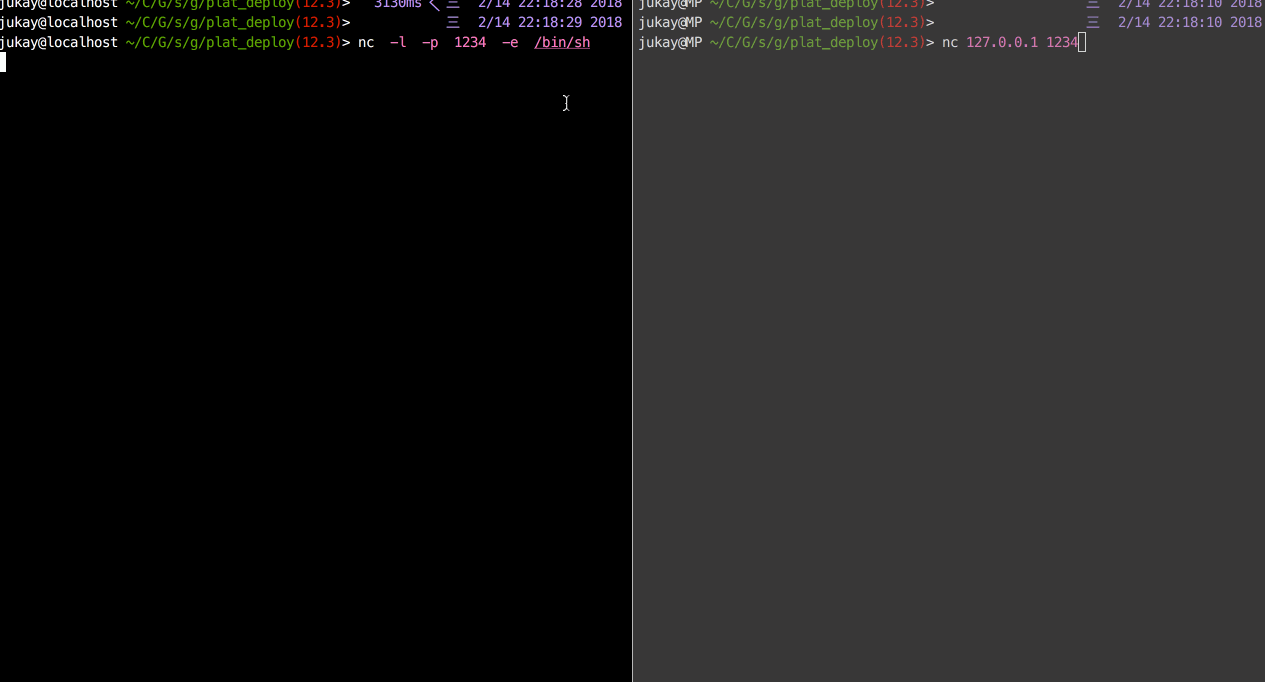 jukay@localhost ~/C/G/s/g/plat_deploy(12.3)> 3130ms < 三 2/14 22:18:28 2018
jukay@localhost ~/C/G/s/g/plat_deploy(12.3)> 三 2/14 22:18:29 2018
jukay@localhost ~/C/G/s/g/plat_deploy(12.3)> nc -l -p 1234 -e /bin/sh
jukay@MP ~/C/G/s/g/plat_deploy(12.3)> 三 2/14 22:18:10 2018
jukay@MP ~/C/G/s/g/plat_deploy(12.3)> 三 2/14 22:18:10 2018
jukay@MP ~/C/G/s/g/plat_deploy(12.3)> nc 127.0.0.1 1234